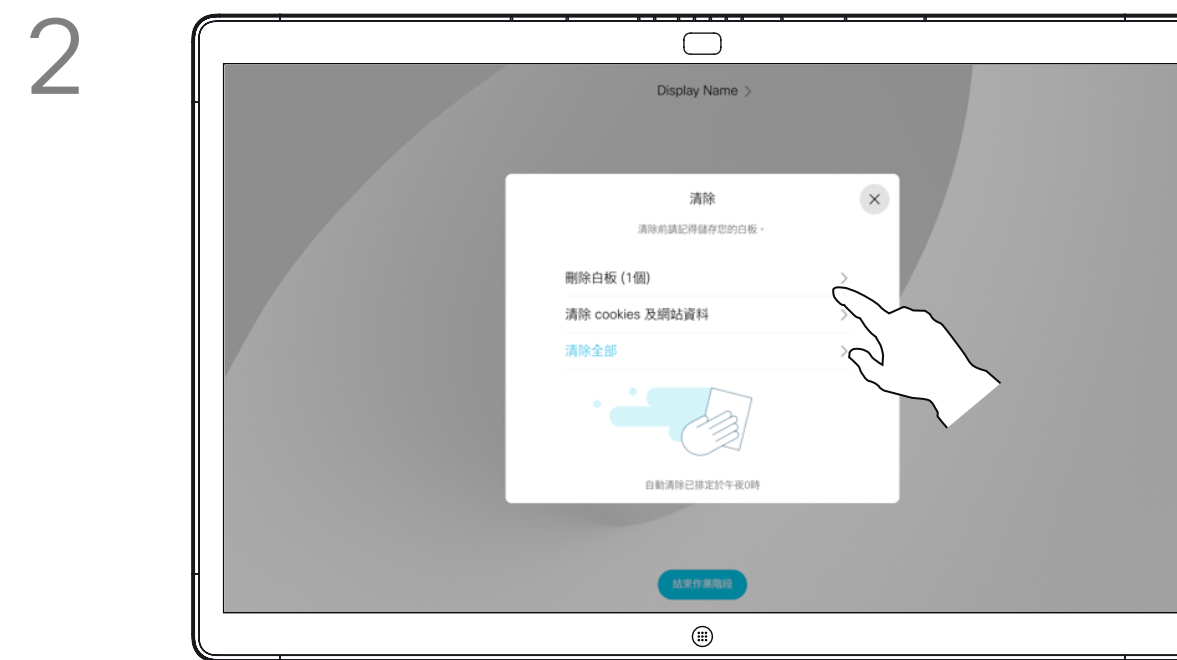 2
Display Name >
清除
清除前請記得儲存您的白板。
刪除白板 (1個)
清除 cookies 及網站資料
清除全部
自動清除已排定於午夜0時
結束作業階段